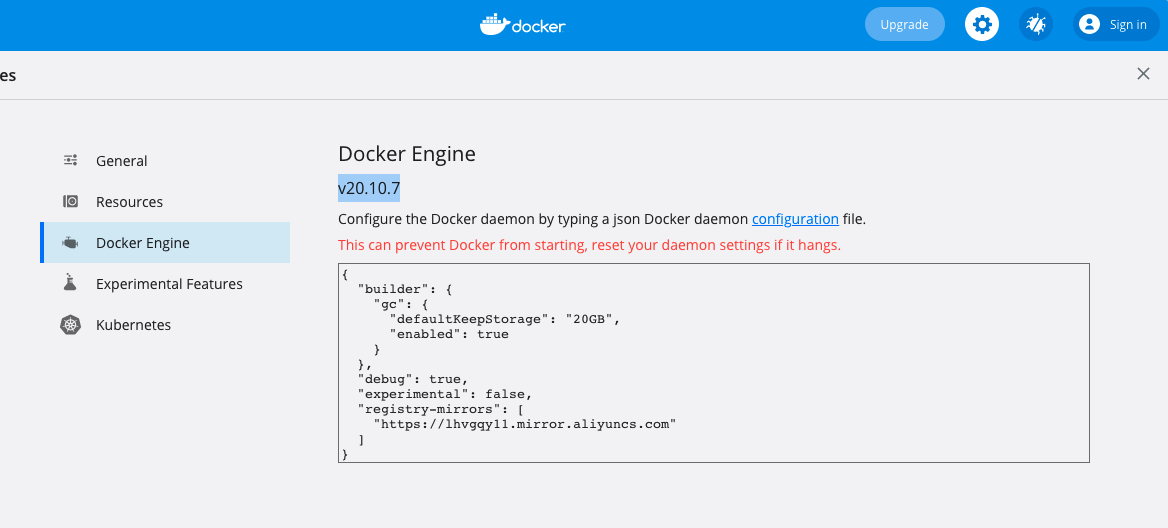 docker
Upgrade
Sign in
es
General
Resources
Docker Engine
Experimental Features
Kubernetes
Docker Engine
v20.10.7
Configure the Docker daemon by typing a json Docker daemon configuration file.
This can prevent Docker from starting, reset your daemon settings if it hangs.
{
  "builder": {
    "gc": {
      "defaultKeepStorage": "20GB",
      "enabled": true
    }
  },
  "debug": true,
  "experimental": false,
  "registry-mirrors": [
    "https://lhvgqy11.mirror.aliyuncs.com"
  ]
}